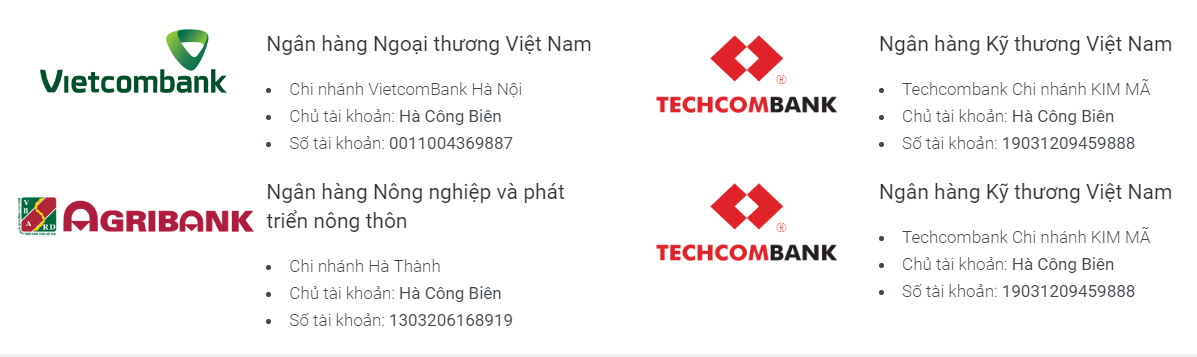 Vietcombank
Ngân hàng Ngoại thương Việt Nam
Chi nhánh VietcomBank Hà Nội
Chủ tài khoản: Hà Công Biên
Số tài khoản: 0011004369887
TECHCOMBANK
Ngân hàng Kỹ thương Việt Nam
Techcombank Chi nhánh KIM MÃ
Chủ tài khoản: Hà Công Biên
Số tài khoản: 19031209459888
VBARD
AGRIBANK
Ngân hàng Nông nghiệp và phát
triển nông thôn
Chi nhánh Hà Thành
Chủ tài khoản: Hà Công Biên
Số tài khoản: 1303206168919
TECHCOMBANK
Ngân hàng Kỹ thương Việt Nam
Techcombank Chi nhánh KIM MÃ
Chủ tài khoản: Hà Công Biên
Số tài khoản: 19031209459888